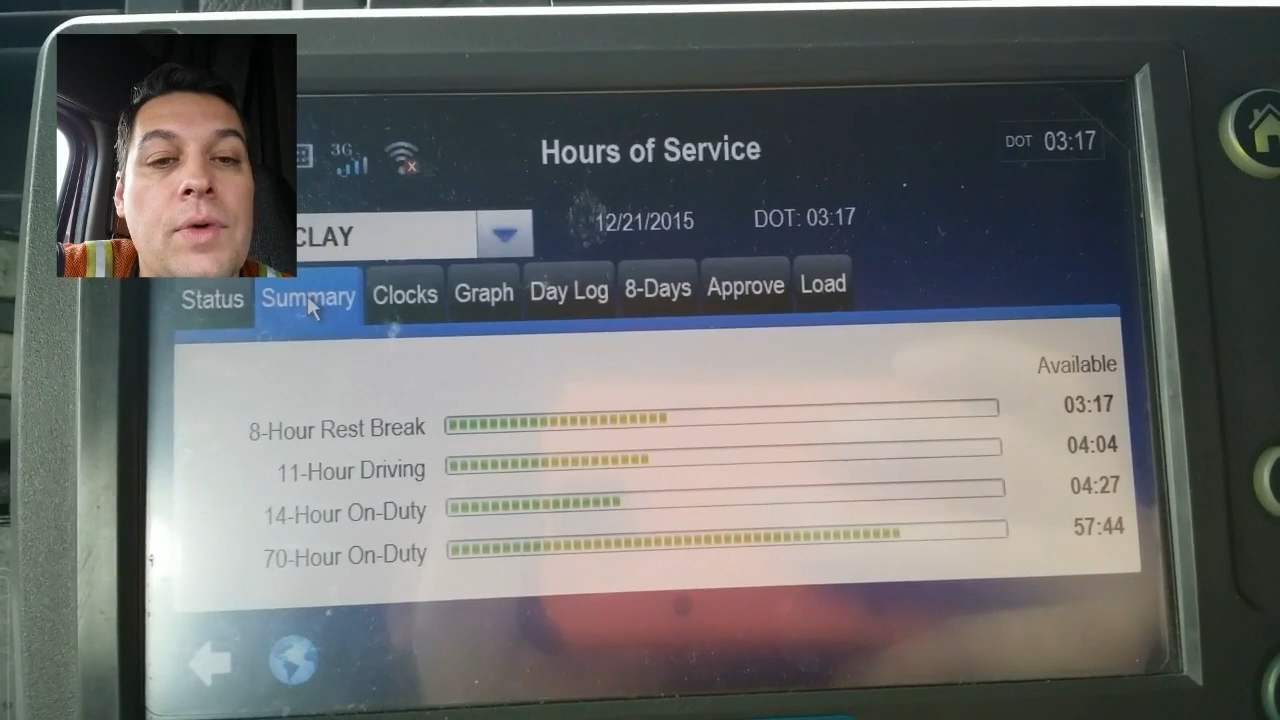 3G
Hours of Service
DOT 03:17
CLAY
12/21/2015
DOT: 03:17
Status Summary Clocks Graph Day Log 8-Days Approve Load
Available
8-Hour Rest Break 03:17
11-Hour Driving 04:04
14-Hour On-Duty 04:27
70-Hour On-Duty 57:44